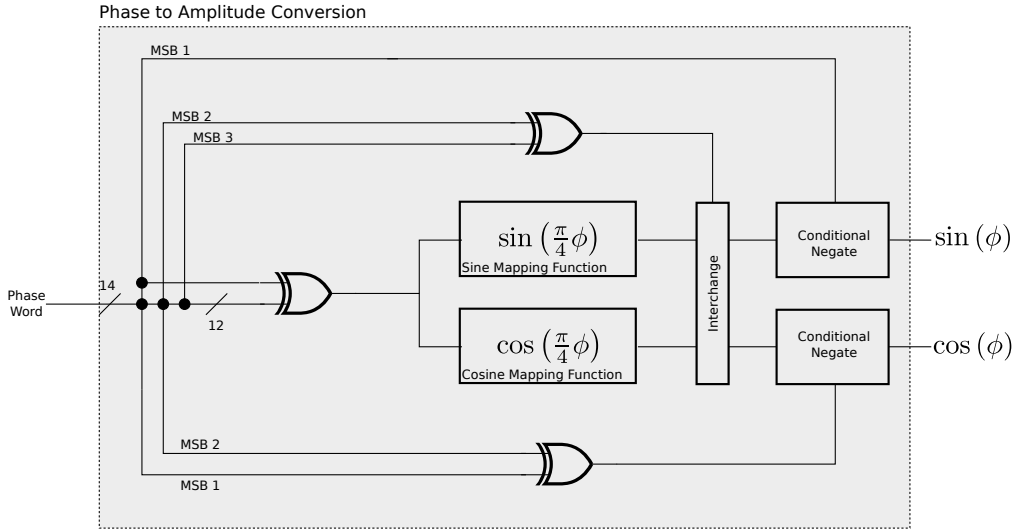 Phase to Amplitude Conversion
MSB 1
MSB 2
MSB 3
sin (π/4 φ)
Sine Mapping Function
Interchange
Conditional
Negate
sin (φ)
14
Phase
Word
12
cos (π/4 φ)
Cosine Mapping Function
Conditional
Negate
cos (φ)
MSB 2
MSB 1